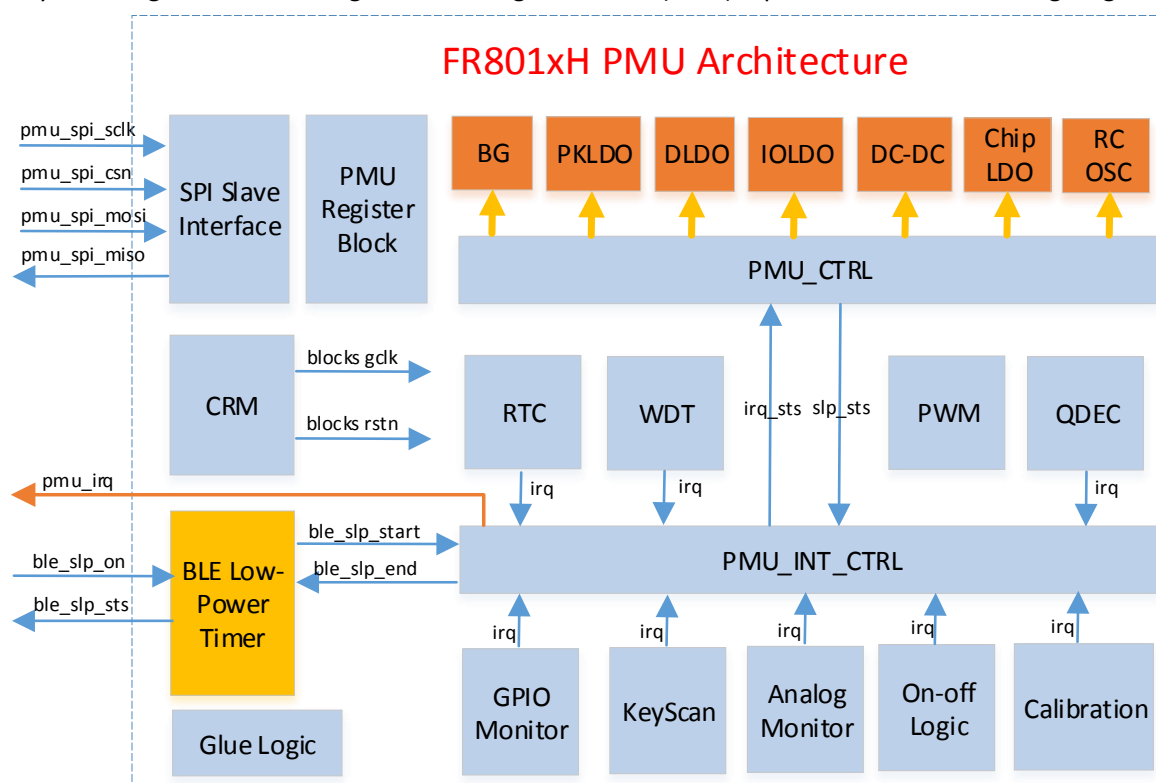 FR801xH PMU Architecture
pmu_spi_sclk
pmu_spi_csn
pmu_spi_mosi
pmu_spi_miso
SPI Slave
Interface
PMU
Register
Block
BG
PKLDO
DLDO
IOLDO
DC-DC
Chip
LDO
RC
OSC
PMU_CTRL
CRM
blocks gclk
blocks rstn
RTC
WDT
irq_sts
slp_sts
PWM
QDEC
irq
irq
irq
pmu_irq
ble_slp_on
ble_slp_sts
BLE Low-
Power
Timer
ble_slp_start
ble_slp_end
PMU_INT_CTRL
irq
irq
irq
irq
irq
GPIO
Monitor
KeyScan
Analog
Monitor
On-off
Logic
Calibration
Glue Logic